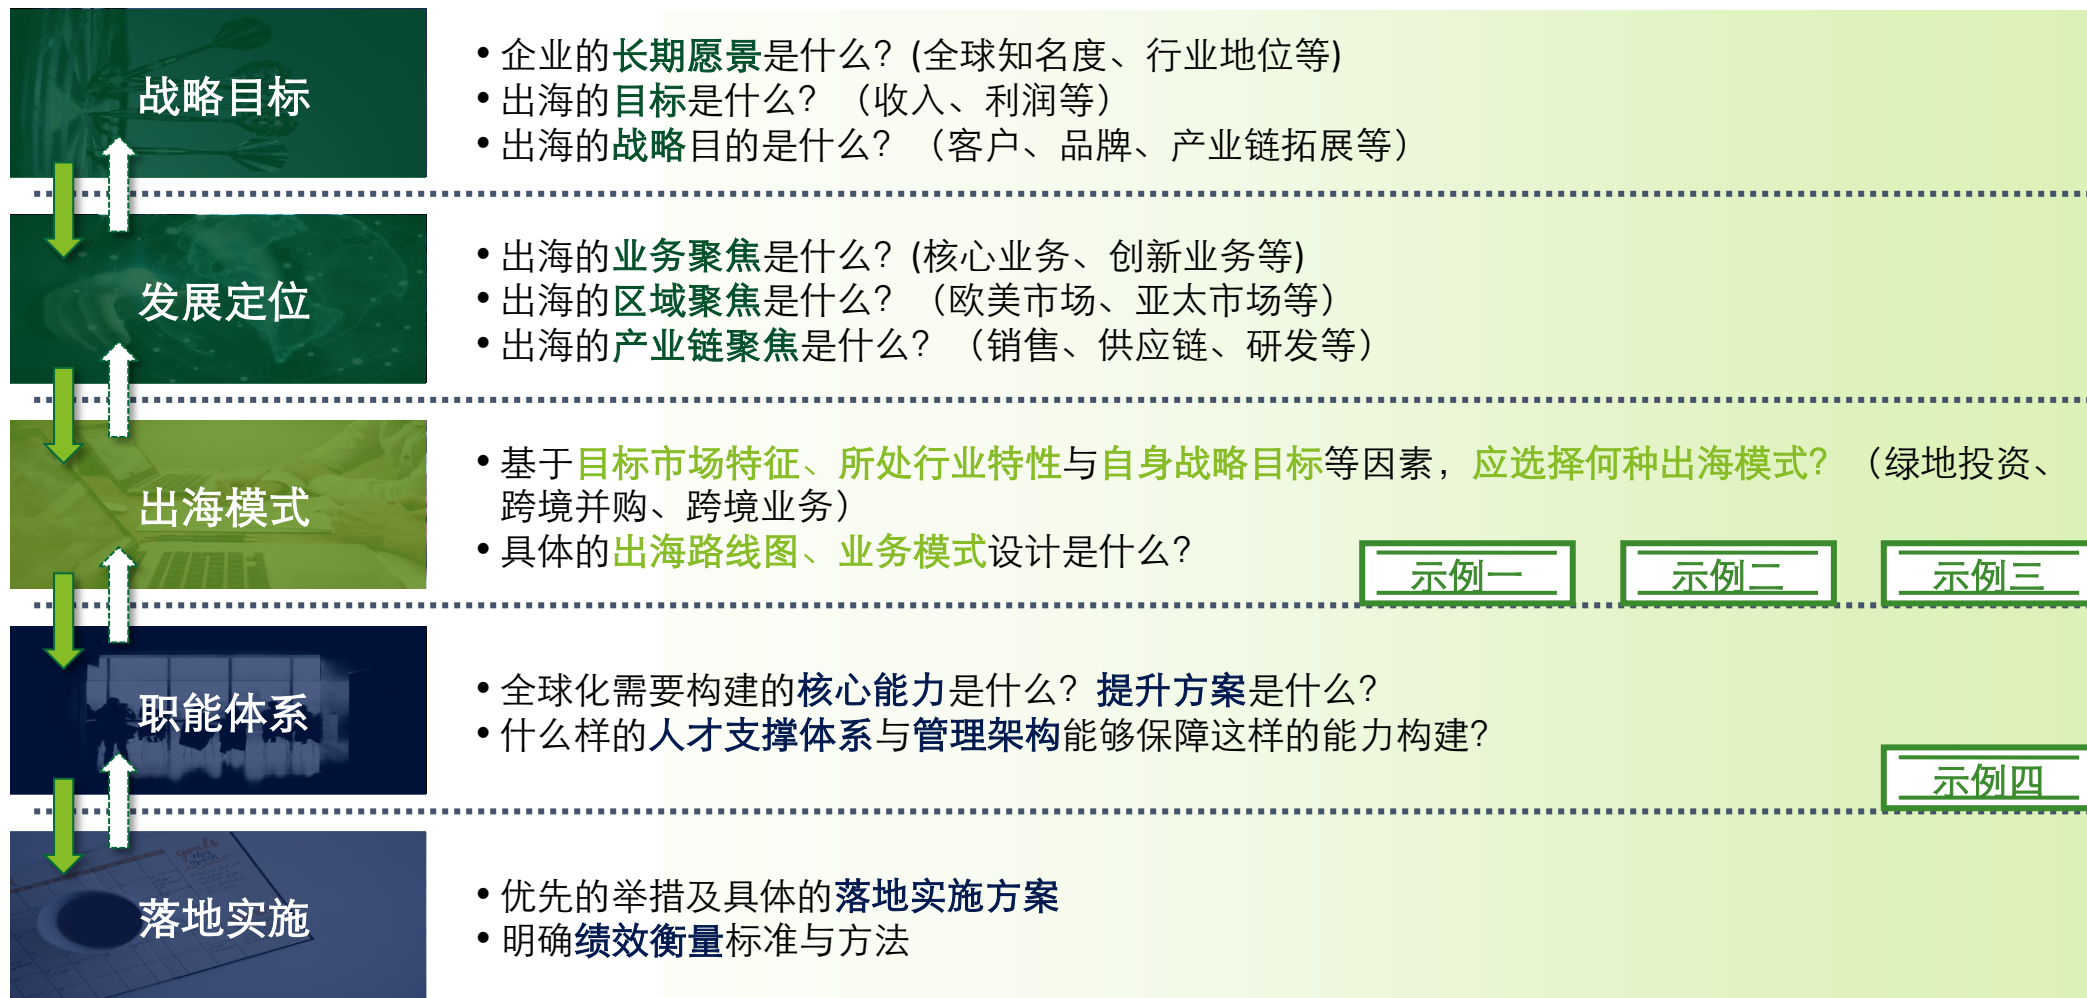 战略目标
• 企业的长期愿景是什么？(全球知名度、行业地位等)
• 出海的目标是什么？（收入、利润等）
• 出海的战略目的是什么？（客户、品牌、产业链拓展等）
发展定位
• 出海的业务聚焦是什么？(核心业务、创新业务等)
• 出海的区域聚焦是什么？（欧美市场、亚太市场等）
• 出海的产业链聚焦是什么？（销售、供应链、研发等）
出海模式
• 基于目标市场特征、所处行业特性与自身战略目标等因素，应选择何种出海模式？（绿地投资、
跨境并购、跨境业务）
• 具体的出海路线图、业务模式设计是什么？
示例一
示例二
示例三
职能体系
• 全球化需要构建的核心能力是什么？提升方案是什么？
• 什么样的人才支撑体系与管理架构能够保障这样的能力构建？
示例四
落地实施
goals
• 优先的举措及具体的落地实施方案
• 明确绩效衡量标准与方法